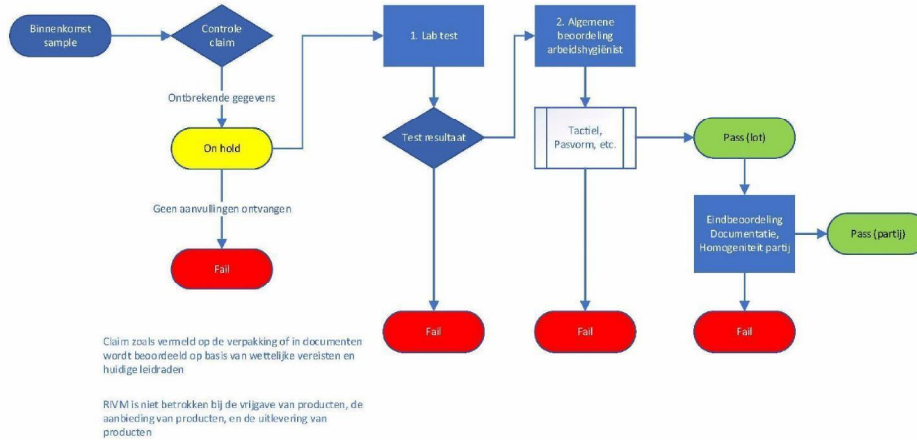 Binnenkomst
sample
Controle
claim
1. Lab test
2. Algemene
beoordeling
arbeidshygiënist
Ontbrekende gegevens
On hold
Test resultaat
Tactiel,
Pasvorm, etc.
Pass (lot)
Geen aanvullingen ontvangen
Eindbeoordeling
Documentatie,
Homogeniteit partij
Pass (partij)
Fail
Fail
Fail
Fail
Claim zoals vermeld op de verpakking of in documenten
wordt beoordeeld op basis van wettelijke vereisten en
huidige leidraden
RIVM is niet betrokken bij de vrijgave van producten, de
aanbieding van producten, en de uitlevering van
producten